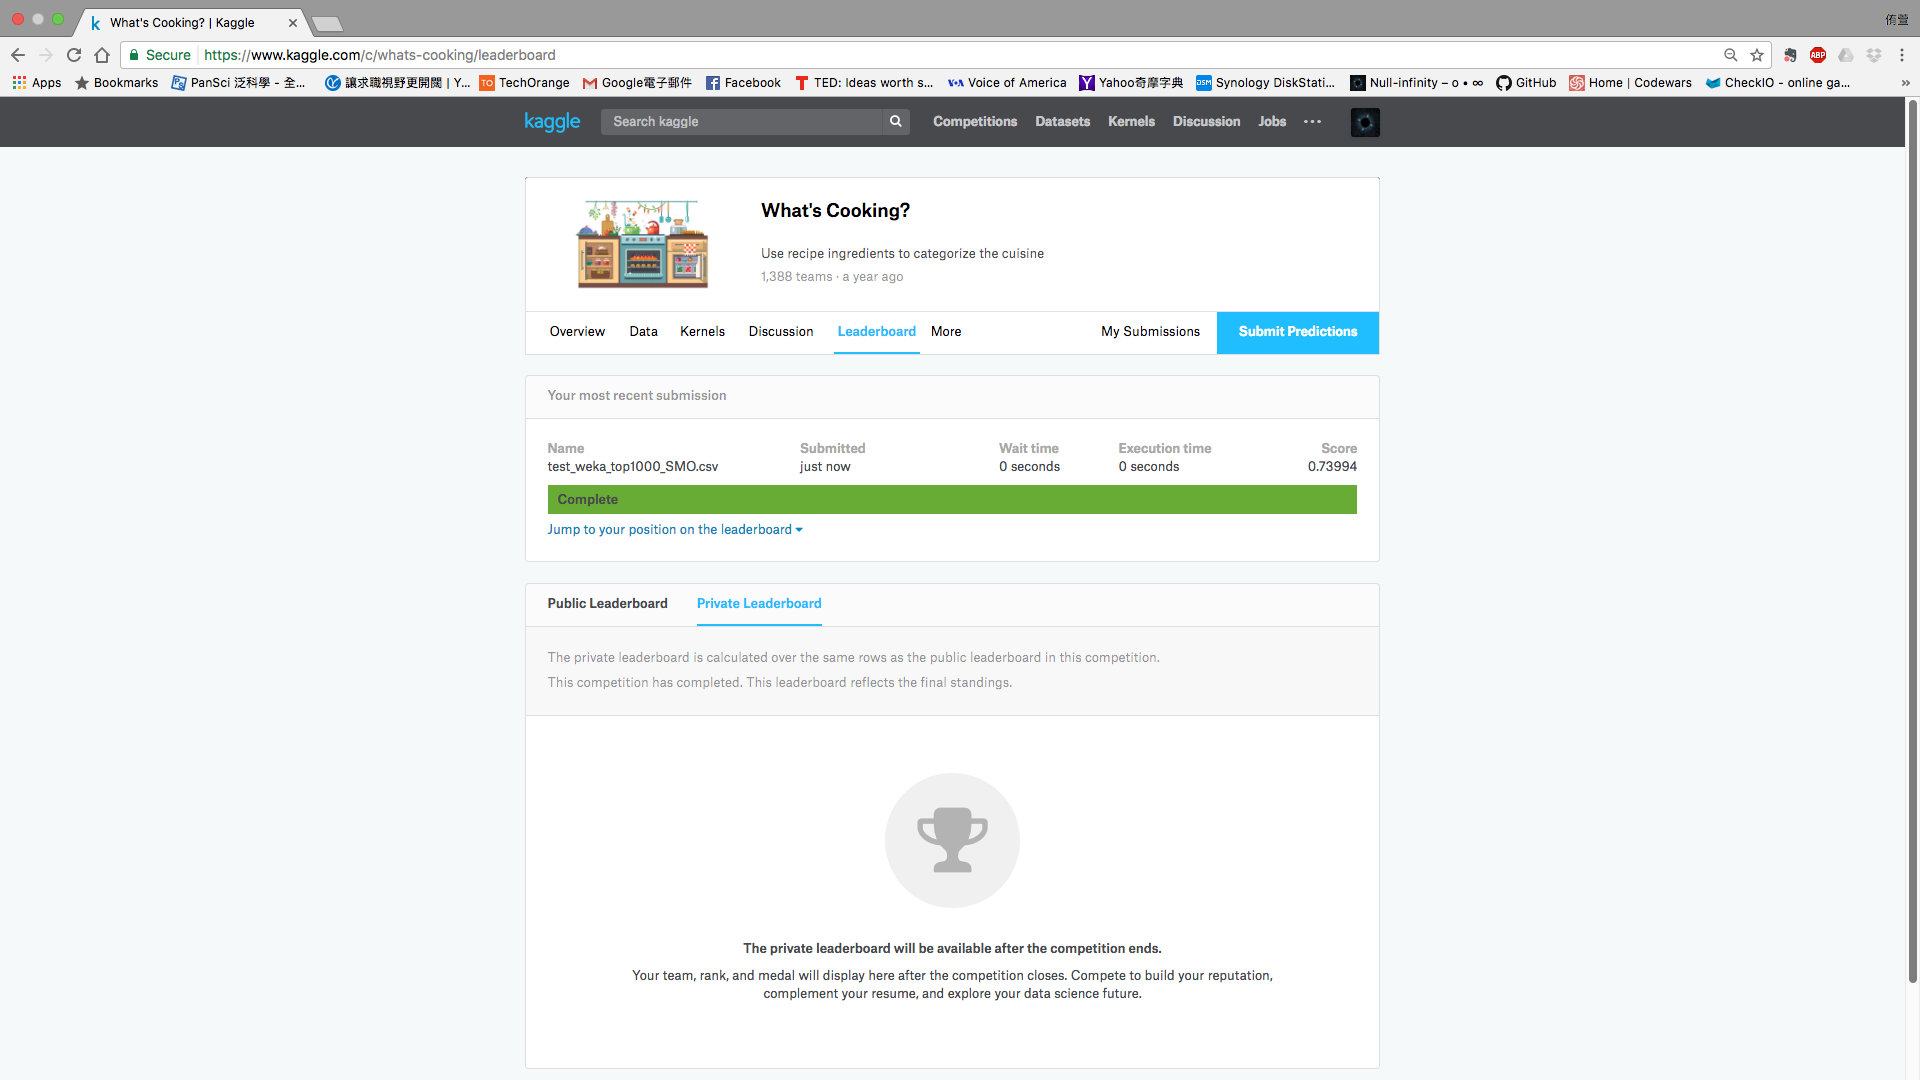 What's Cooking? | Kaggle
侑萱
Secure https://www.kaggle.com/c/whats-cooking/leaderboard
Apps Bookmarks PanSci 泛科學 - 全... 讓求職視野更開闊 | Y... TechOrange Google電子郵件 Facebook TED: Ideas worth s... Voice of America Yahoo奇摩字典 Synology DiskStati... Null-infinity – o • ∞ GitHub Home | Codewars CheckIO - online ga... »
kaggle Search kaggle Competitions Datasets Kernels Discussion Jobs
What's Cooking?
Use recipe ingredients to categorize the cuisine
1,388 teams · a year ago
Overview Data Kernels Discussion Leaderboard More My Submissions Submit Predictions
Your most recent submission
Name Submitted Wait time Execution time Score
test_weka_top1000_SMO.csv just now 0 seconds 0 seconds 0.73994
Complete
Jump to your position on the leaderboard
Public Leaderboard Private Leaderboard
The private leaderboard is calculated over the same rows as the public leaderboard in this competition.
This competition has completed. This leaderboard reflects the final standings.
The private leaderboard will be available after the competition ends.
Your team, rank, and medal will display here after the competition closes. Compete to build your reputation,
complement your resume, and explore your data science future.